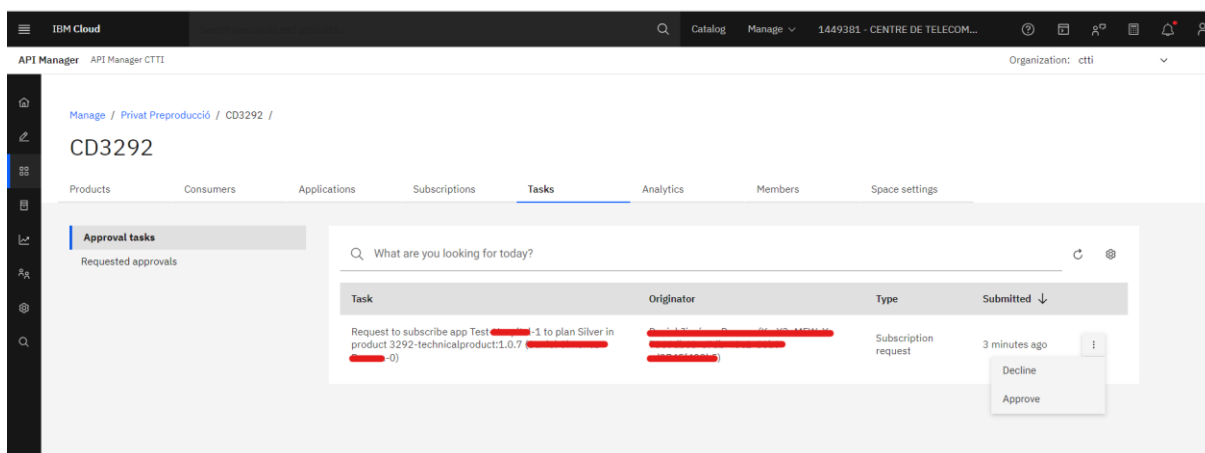 IBM Cloud
Catalog
Manage
1449381 - CENTRE DE TELECOM...
API Manager API Manager CTTI
Organization: ctti
Manage / Privat Preproducció / CD3292 /
CD3292
Products
Consumers
Applications
Subscriptions
Tasks
Analytics
Members
Space settings
Approval tasks
Requested approvals
What are you looking for today?
Task
Originator
Type
Submitted
Request to subscribe app Test -1 to plan Silver in
product 3292-technicalproduct:1.0.7 (
-0)
Subscription
request
3 minutes ago
Decline
Approve